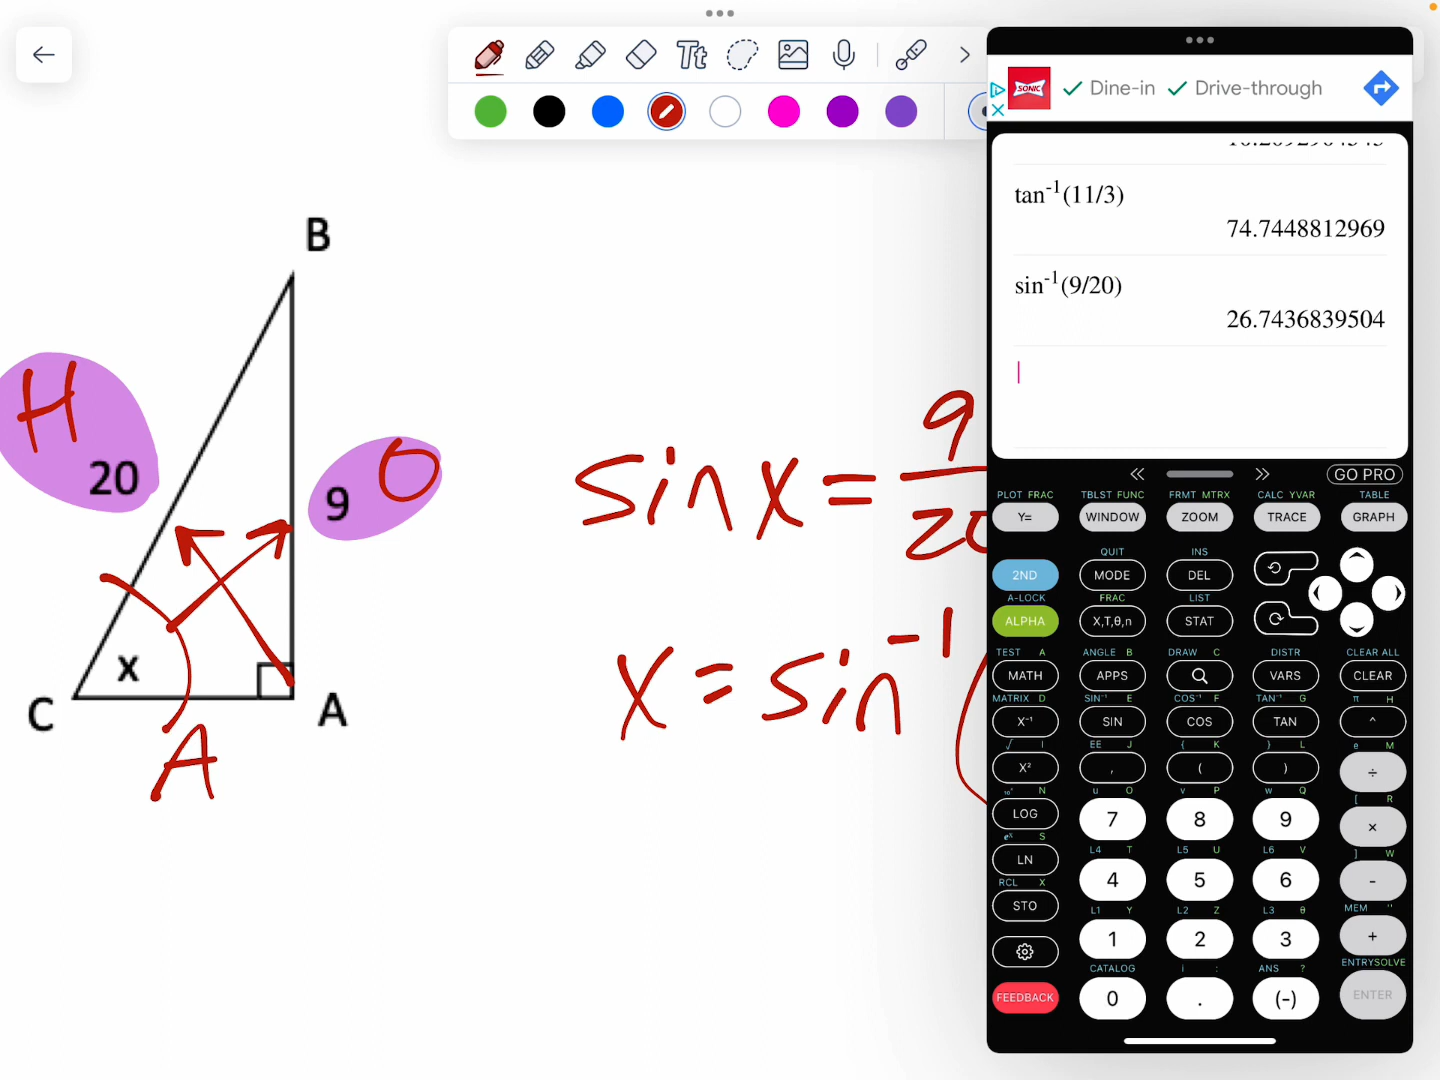 Tt
SONIC
Dine-in Drive-through
tan⁻¹(11/3)
74.7448812969
sin⁻¹(9/20)
26.7436839504
B
H
20
9 O
x
C
A
A
sin x = 9/20
x = sin⁻¹(
GO PRO
PLOT FRAC TBLST FUNC FRMT MTRX CALC YVAR TABLE
Y= WINDOW ZOOM TRACE GRAPH
QUIT INS
2ND MODE DEL
A-LOCK FRAC LIST
ALPHA X,T,θ,n STAT
TEST A ANGLE B DRAW C DISTR CLEAR ALL
MATH APPS VARS CLEAR
MATRIX D SIN⁻¹ E COS⁻¹ F TAN⁻¹ G π H
X⁻¹ SIN COS TAN ^
√ I EE J { K } L e M
X² , ( ) ÷
10ˣ N u O v P w Q [ R
LOG 7 8 9 ×
eˣ S L4 T L5 U L6 V ] W
LN 4 5 6 -
RCL X L1 Y L2 Z L3 θ MEM "
STO 1 2 3 +
CATALOG i : ANS ? ENTRY SOLVE
FEEDBACK 0 . (-) ENTER